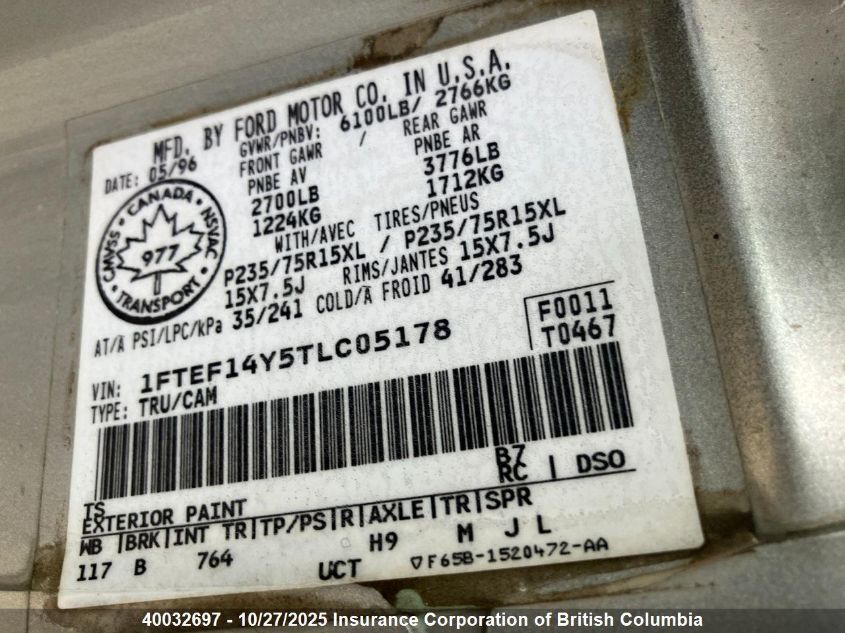 MFD. BY FORD MOTOR CO. IN U.S.A.
DATE: 05/96 GVWR/PNBV: 6100LB/ 2766KG
FRONT GAWR / REAR GAWR
PNBE AV PNBE AR
2700LB 3776LB
1224KG 1712KG
WITH/AVEC TIRES/PNEUS
P235/75R15XL / P235/75R15XL
15X7.5J RIMS/JANTES 15X7.5J
AT/À PSI/LPC/kPa 35/241 COLD/À FROID 41/283
CANADA
CMVSS NSVAC
977
TRANSPORT
VIN: 1FTEF14Y5TLC05178
TYPE: TRU/CAM
F0011
T0467
B7
RC | DSO
TS
EXTERIOR PAINT
WB |BRK|INT TR|TP/PS|R|AXLE|TR|SPR
117 B 764 UCT H9 M J L
▽F65B-1520472-AA
40032697 - 10/27/2025 Insurance Corporation of British Columbia